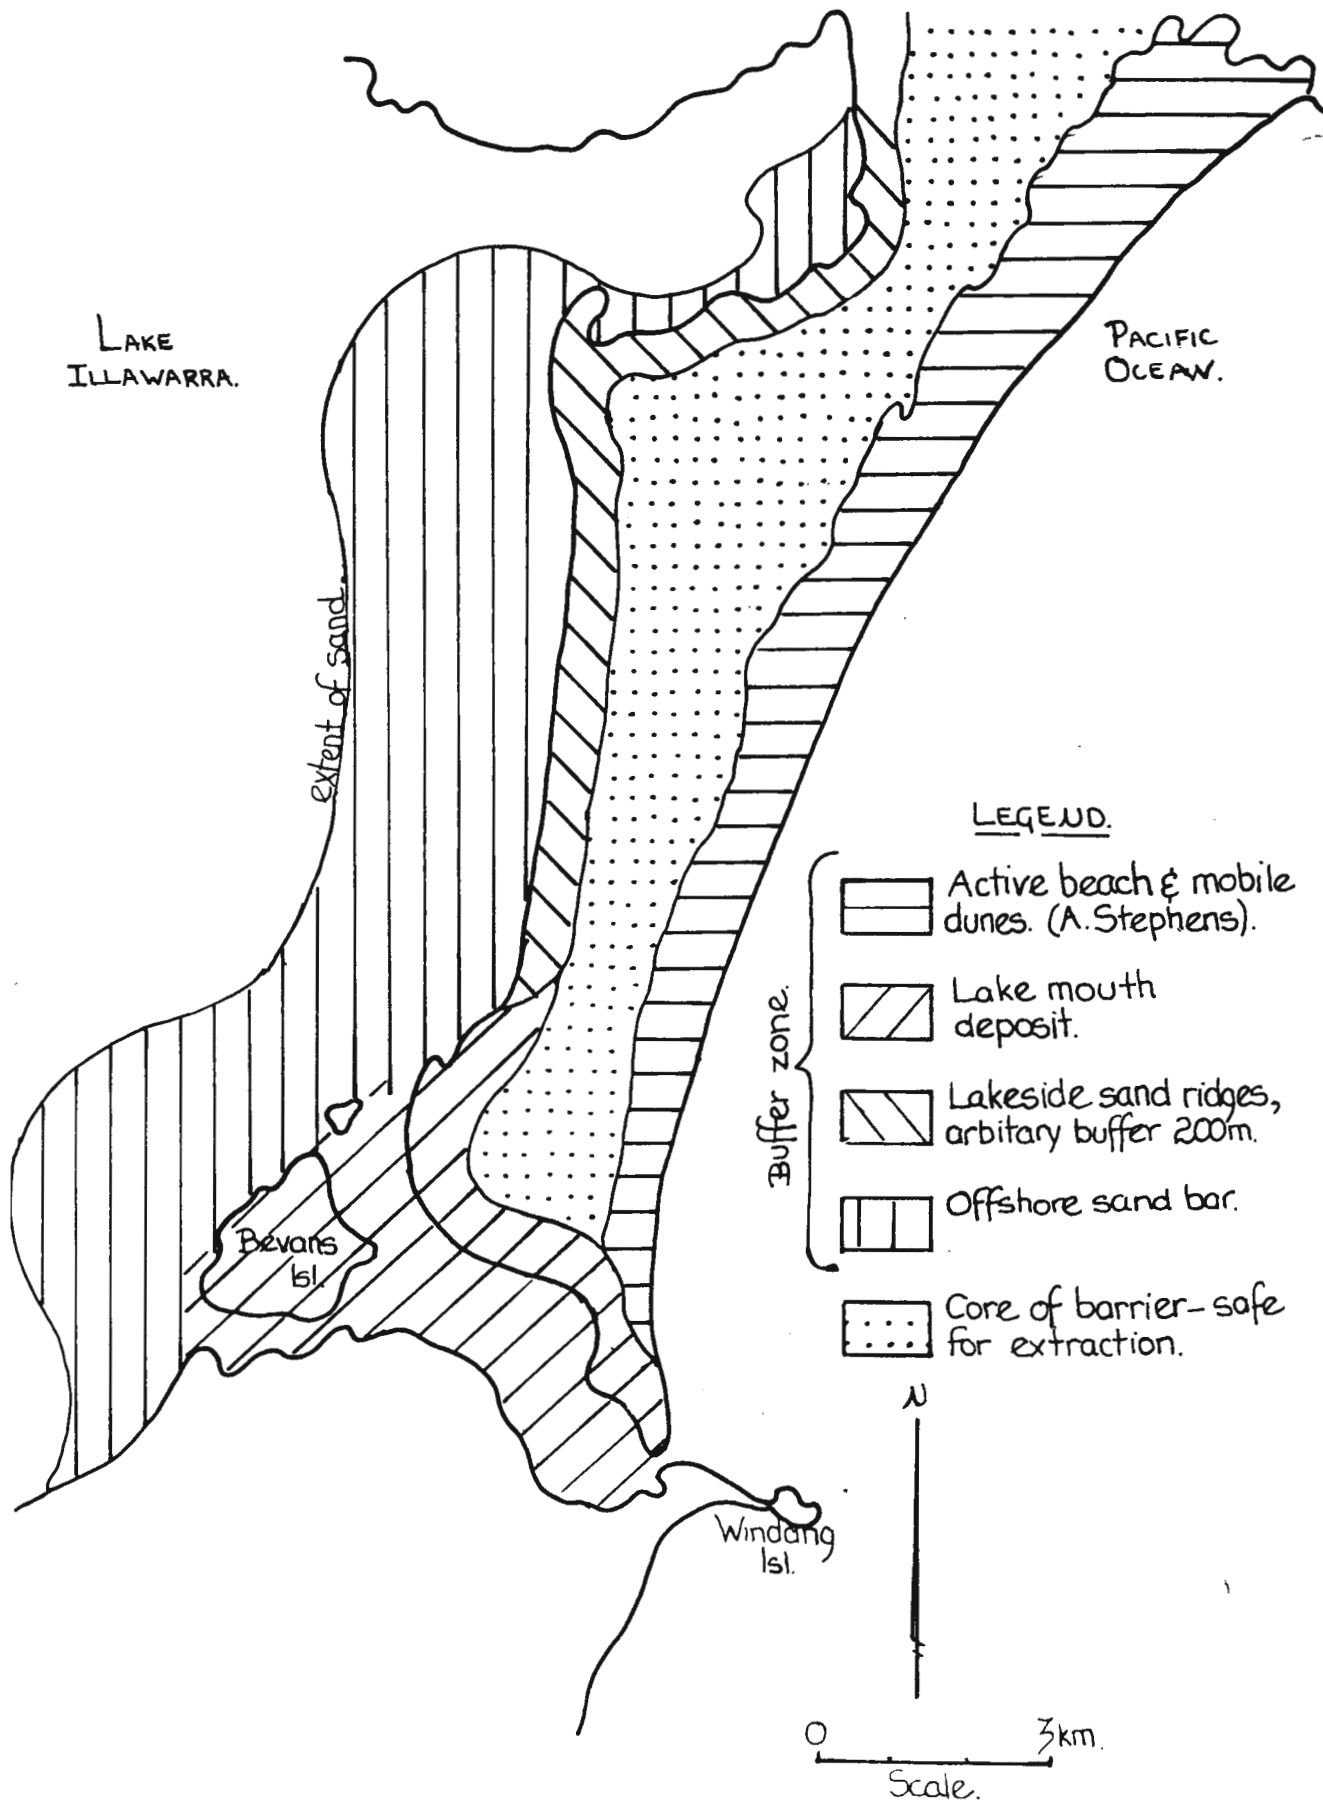 LAKE
ILLAWARRA.
PACIFIC
OCEAN.
extent of sand.
LEGEND.
Buffer zone.
Active beach & mobile
dunes. (A. Stephens).
Lake mouth
deposit.
Lakeside sand ridges,
arbitary buffer 200m.
Offshore sand bar.
Core of barrier – safe
for extraction.
Bevans
Isl.
Windang
Isl.
N
0 3km.
Scale.